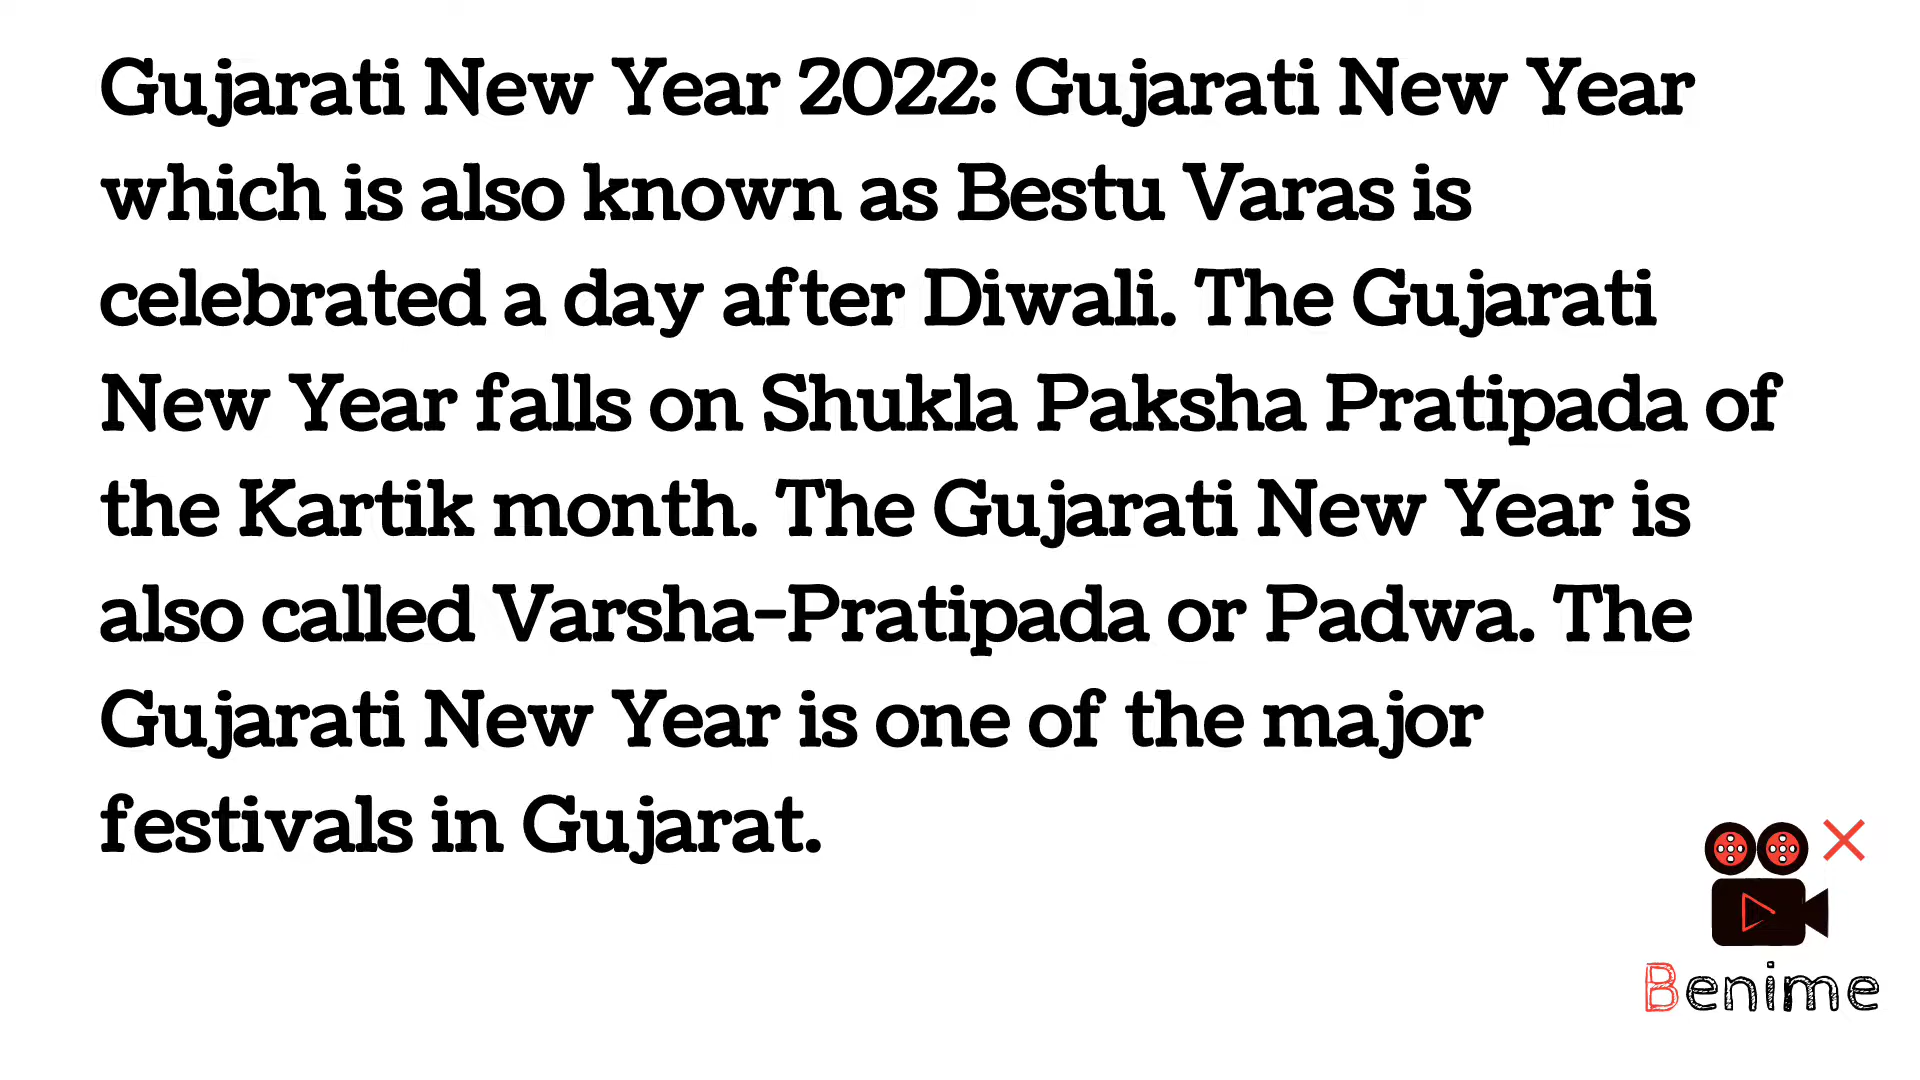 Gujarati New Year 2022: Gujarati New Year
which is also known as Bestu Varas is
celebrated a day after Diwali. The Gujarati
New Year falls on Shukla Paksha Pratipada of
the Kartik month. The Gujarati New Year is
also called Varsha-Pratipada or Padwa. The
Gujarati New Year is one of the major
festivals in Gujarat.
Benime